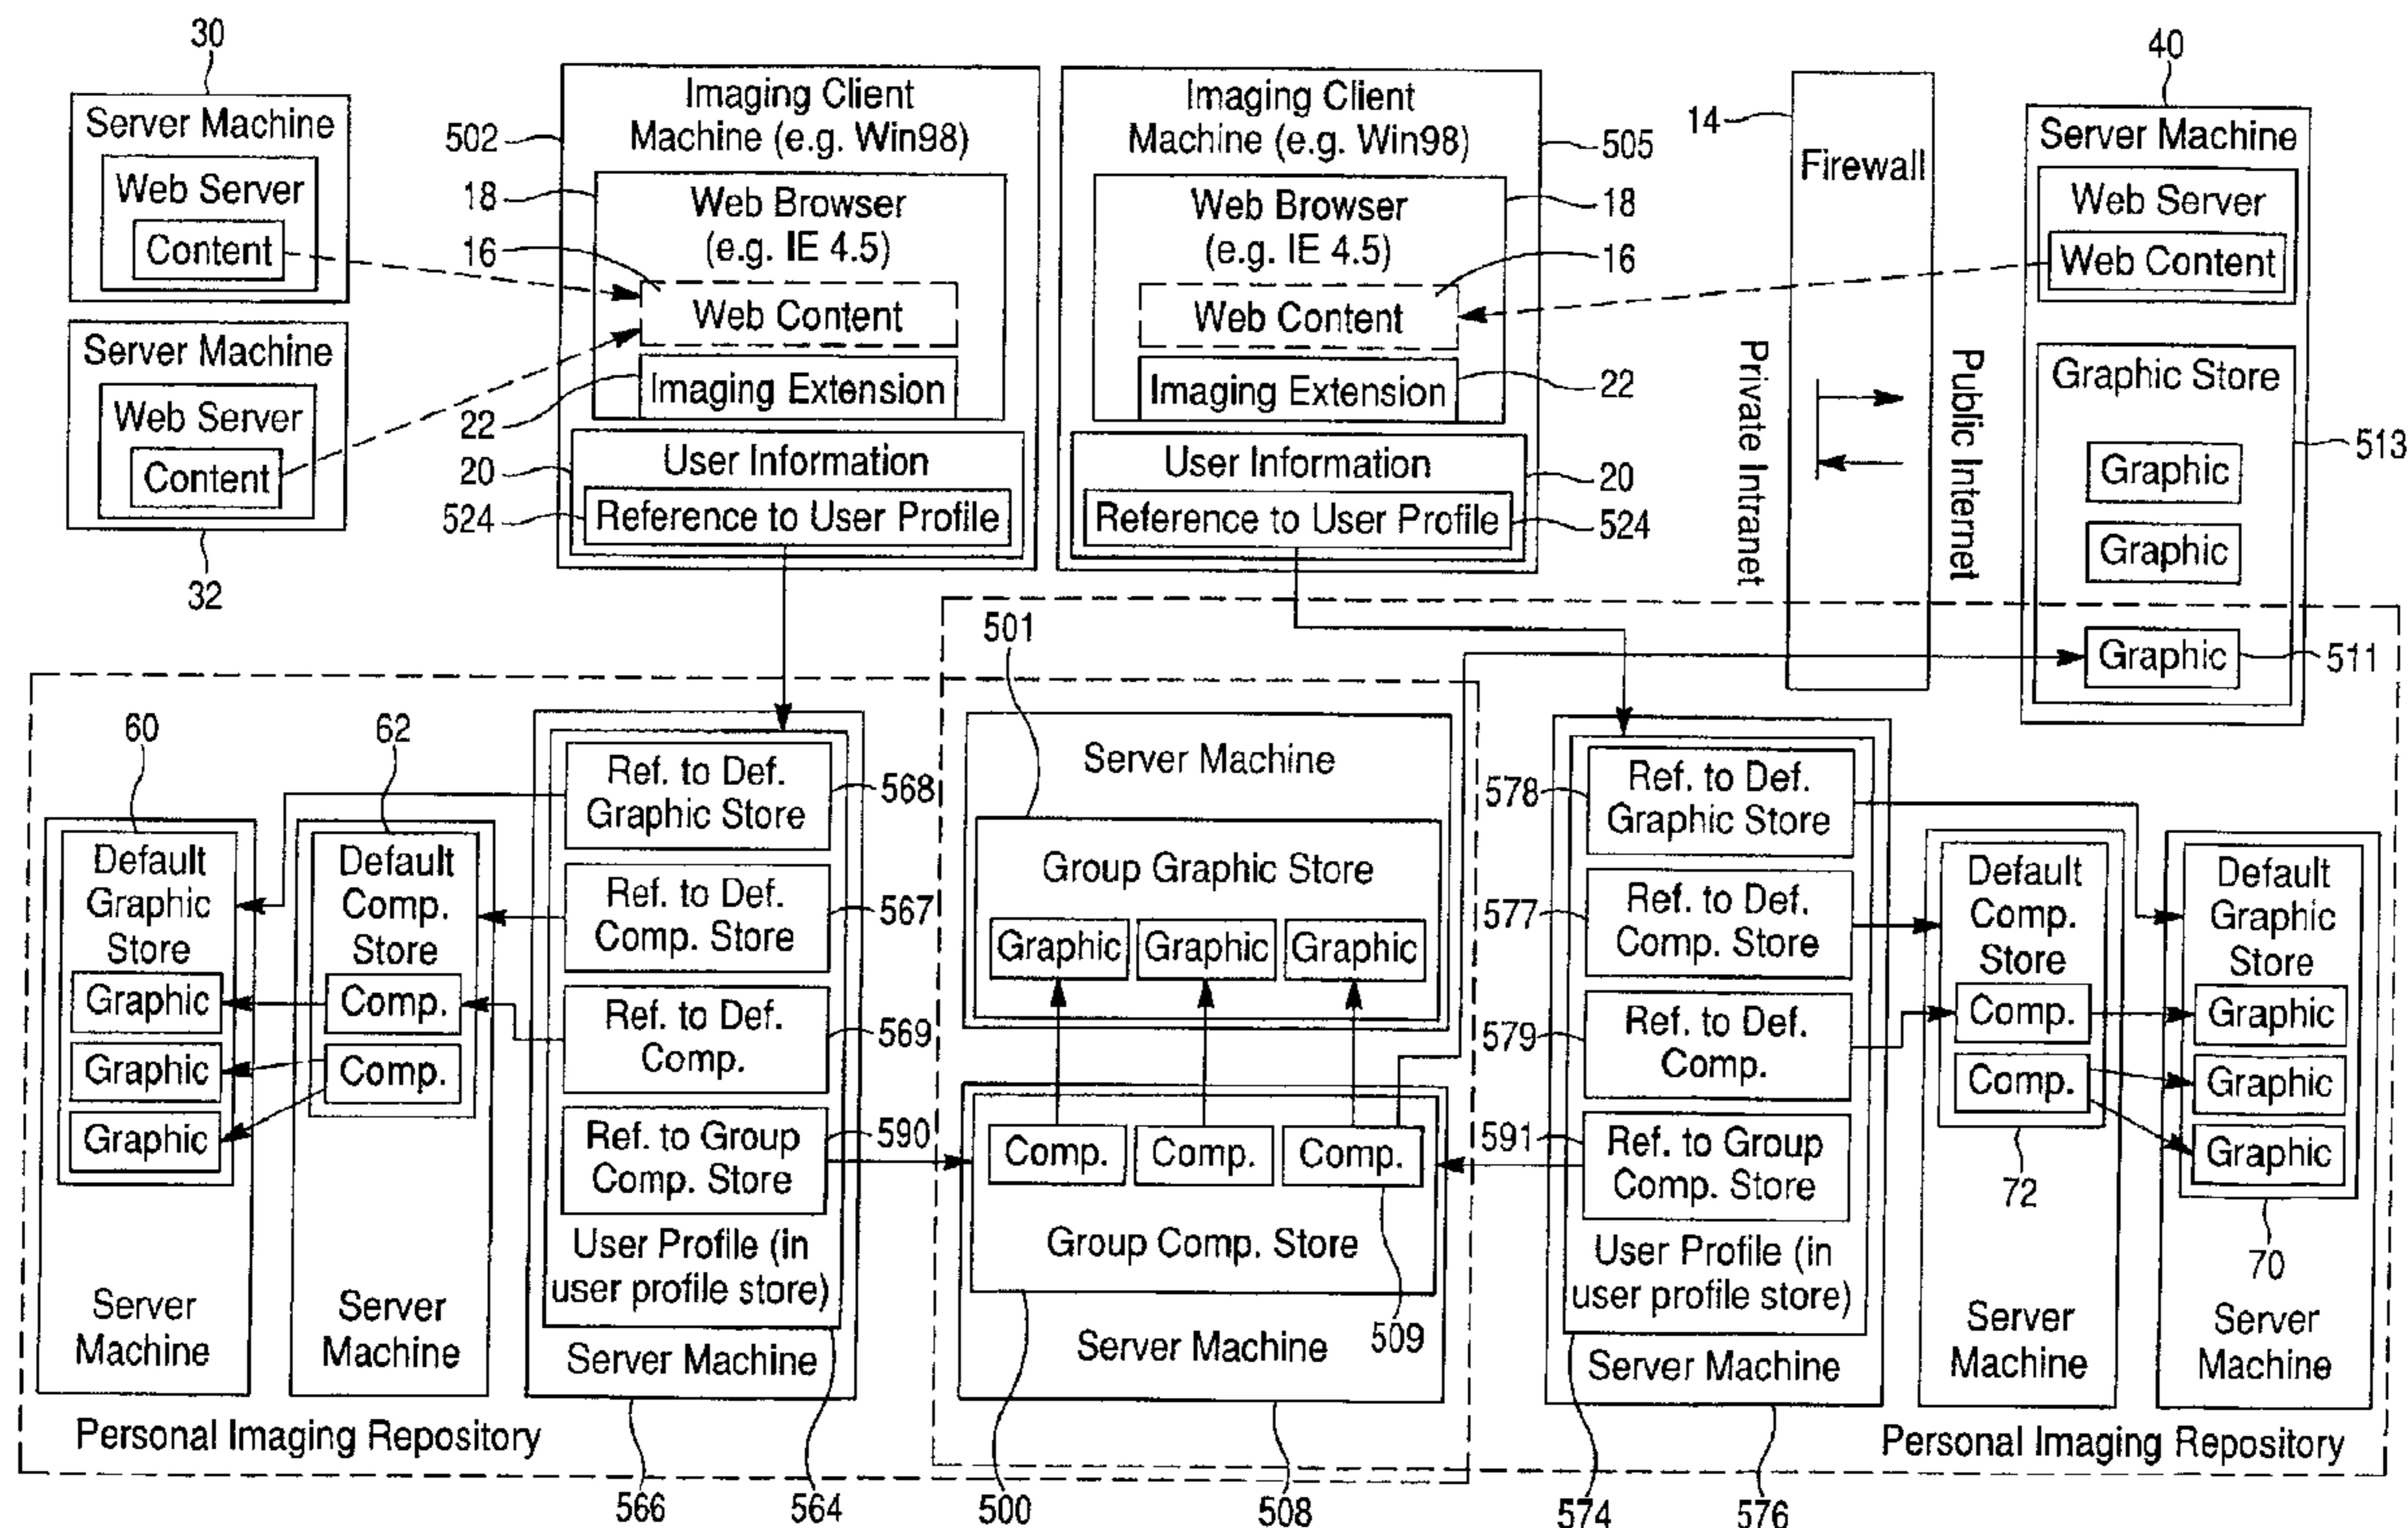 30
Server Machine
Web Server
Content
Server Machine
Web Server
Content
32
502
Imaging Client
Machine (e.g. Win98)
18
Web Browser
(e.g. IE 4.5)
16
Web Content
22
Imaging Extension
20
User Information
524
Reference to User Profile
Imaging Client
Machine (e.g. Win98)
505
Web Browser
(e.g. IE 4.5)
18
16
Web Content
Imaging Extension
22
User Information
20
Reference to User Profile
524
14
Firewall
Private Intranet
Public Internet
40
Server Machine
Web Server
Web Content
Graphic Store
513
Graphic
Graphic
Graphic
511
60
Default
Graphic
Store
Graphic
Graphic
Graphic
Server
Machine
62
Default
Comp.
Store
Comp.
Comp.
Server
Machine
Ref. to Def.
Graphic Store
568
Ref. to Def.
Comp. Store
567
Ref. to Def.
Comp.
569
Ref. to Group
Comp. Store
590
User Profile (in
user profile store)
Server Machine
Personal Imaging Repository
566
564
501
Server Machine
Group Graphic Store
Graphic
Graphic
Graphic
Comp.
Comp.
Comp.
Group Comp. Store
509
Server Machine
500
508
578
Ref. to Def.
Graphic Store
577
Ref. to Def.
Comp. Store
579
Ref. to Def.
Comp.
591
Ref. to Group
Comp. Store
User Profile (in
user profile store)
Server Machine
574
576
Default
Comp.
Store
Comp.
Comp.
72
Server
Machine
Default
Graphic
Store
Graphic
Graphic
Graphic
70
Server
Machine
Personal Imaging Repository